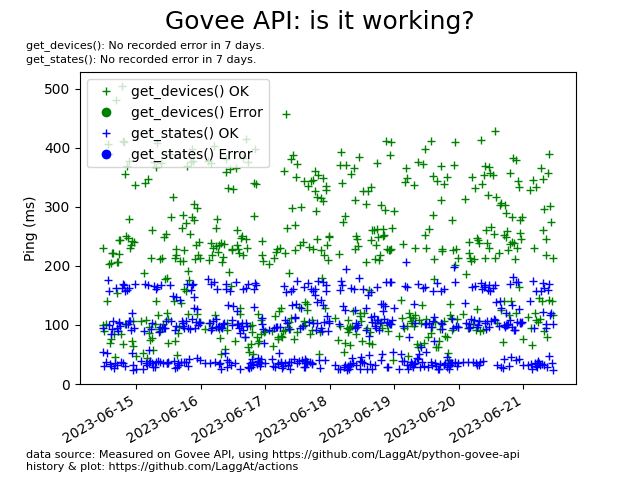 Govee API: is it working?
get_devices(): No recorded error in 7 days.
get_states(): No recorded error in 7 days.
get_devices() OK
get_devices() Error
get_states() OK
get_states() Error
Ping (ms)
500
400
300
200
100
0
2023-06-15
2023-06-16
2023-06-17
2023-06-18
2023-06-19
2023-06-20
2023-06-21
data source: Measured on Govee API, using https://github.com/LaggAt/python-govee-api
history & plot: https://github.com/LaggAt/actions